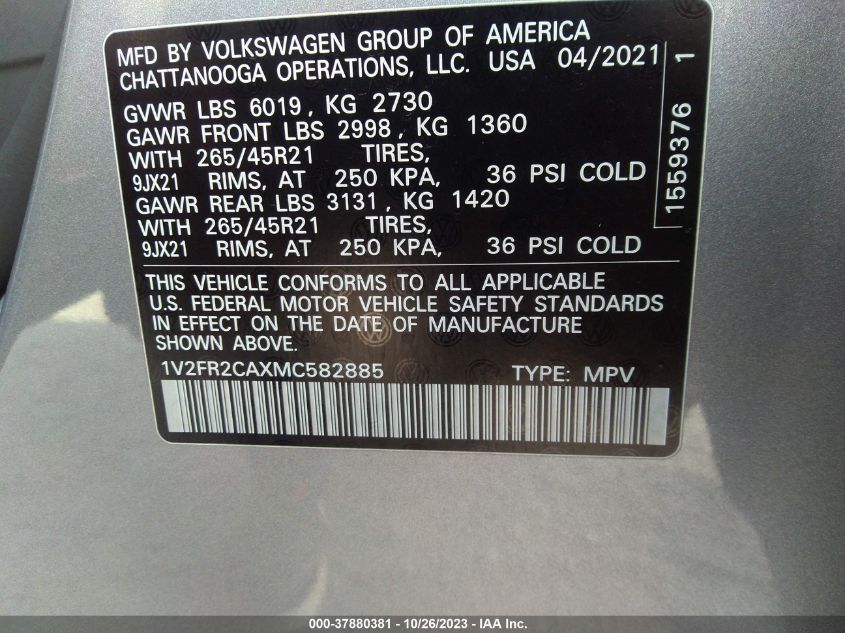 MFD BY VOLKSWAGEN GROUP OF AMERICA
CHATTANOOGA OPERATIONS, LLC. USA 04/2021
GVWR LBS 6019, KG 2730
GAWR FRONT LBS 2998, KG 1360
WITH 265/45R21 TIRES,
9JX21 RIMS, AT 250 KPA, 36 PSI COLD
GAWR REAR LBS 3131, KG 1420
WITH 265/45R21 TIRES,
9JX21 RIMS, AT 250 KPA, 36 PSI COLD
THIS VEHICLE CONFORMS TO ALL APPLICABLE
U.S. FEDERAL MOTOR VEHICLE SAFETY STANDARDS
IN EFFECT ON THE DATE OF MANUFACTURE
SHOWN ABOVE.
1V2FR2CAXMC582885 TYPE: MPV
1559376 1
000-37880381 - 10/26/2023 - IAA Inc.